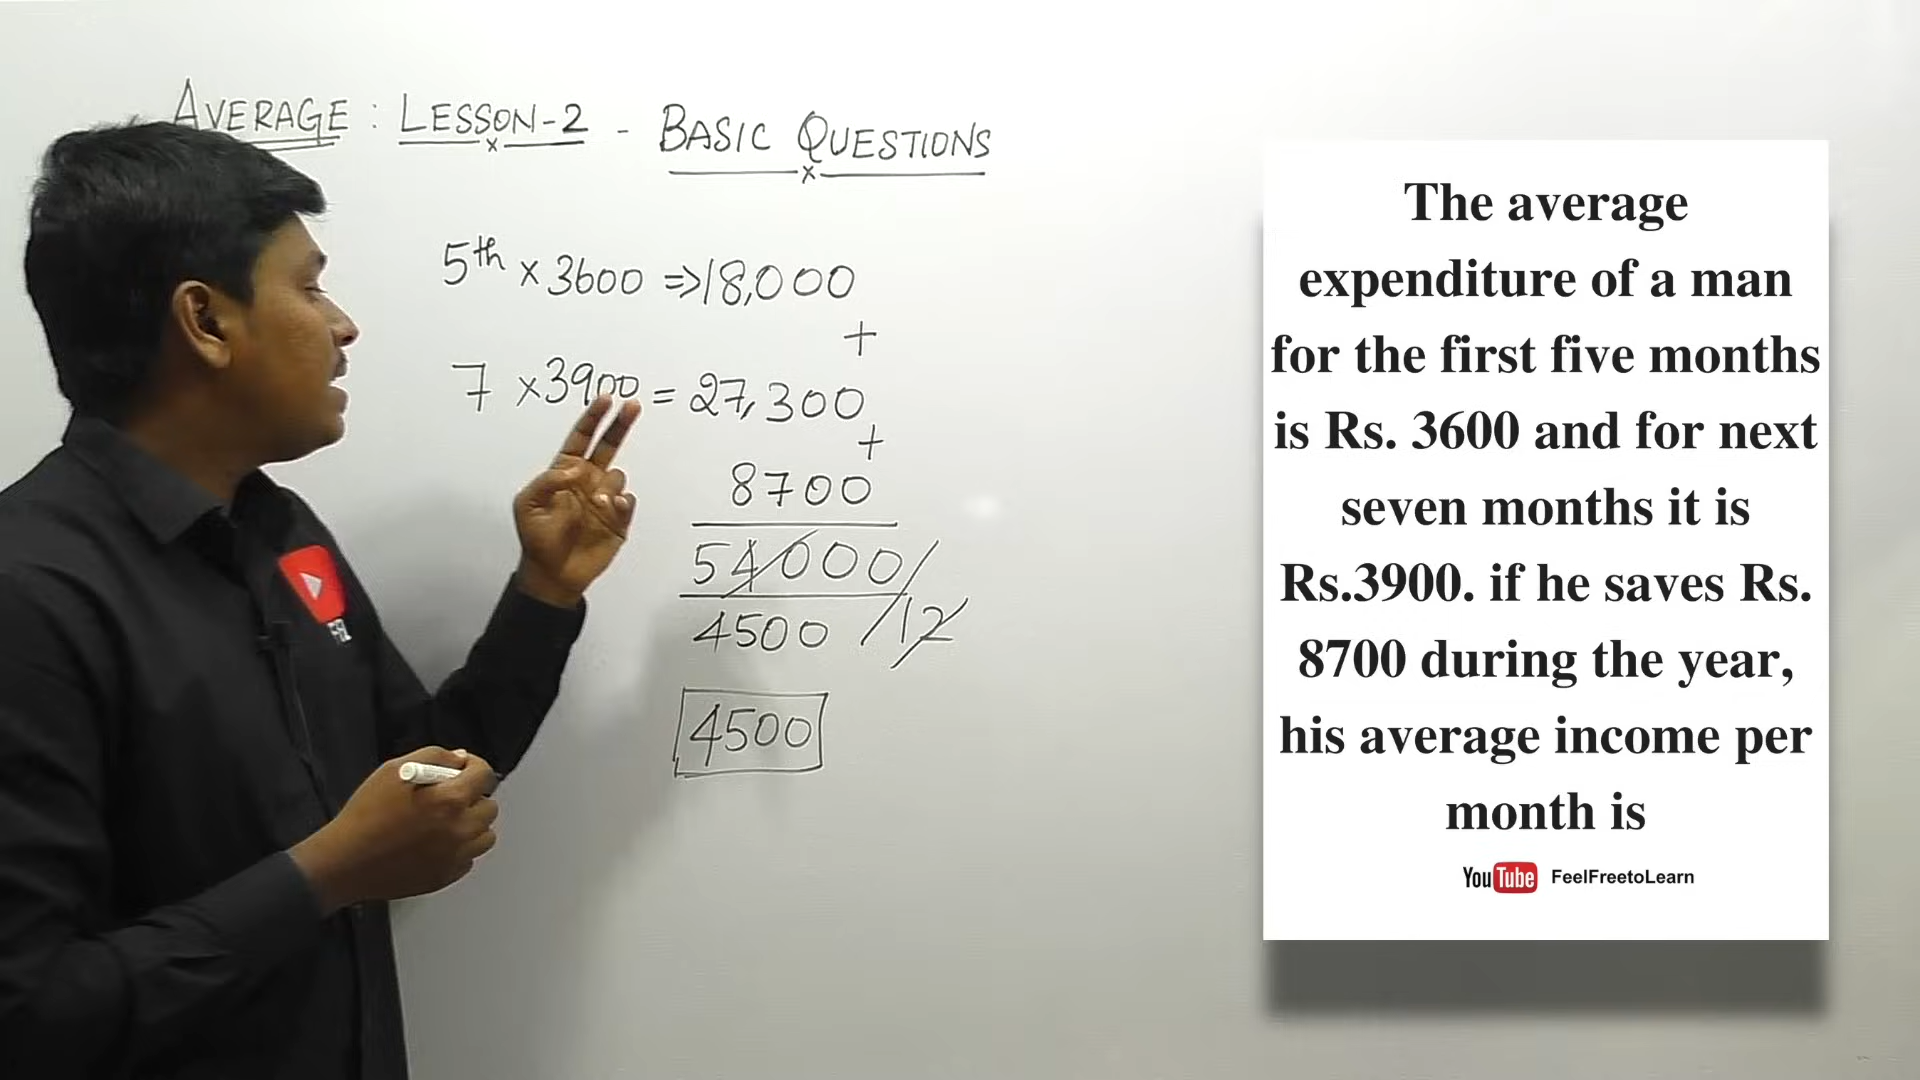 AVERAGE : LESSON-2 - BASIC QUESTIONS
5th × 3600 ⇒ 18,000
+
7 × 3900 = 27,300
+
8700
54000/
4500 /12
4500
The average
expenditure of a man
for the first five months
is Rs. 3600 and for next
seven months it is
Rs.3900. if he saves Rs.
8700 during the year,
his average income per
month is
YouTube FeelFreetoLearn